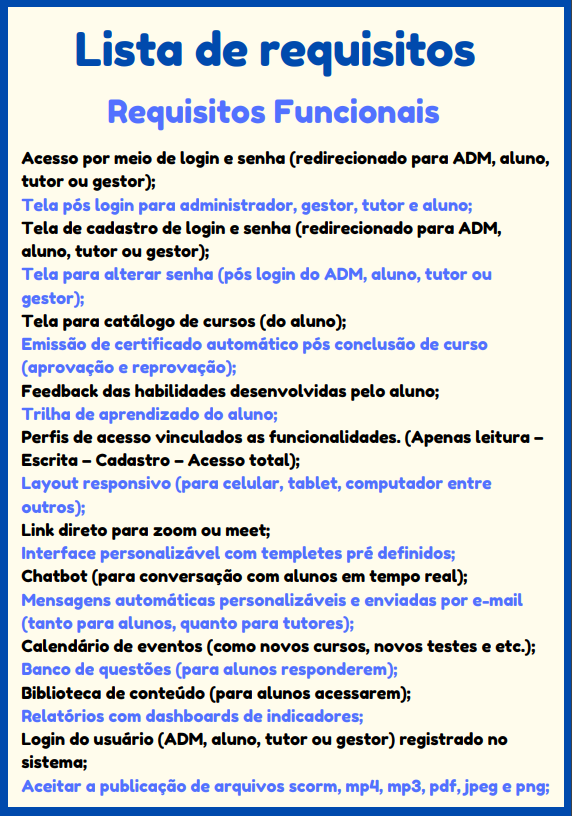 Lista de requisitos
Requisitos Funcionais
Acesso por meio de login e senha (redirecionado para ADM, aluno,
tutor ou gestor);
Tela pós login para administrador, gestor, tutor e aluno;
Tela de cadastro de login e senha (redirecionado para ADM,
aluno, tutor ou gestor);
Tela para alterar senha (pós login do ADM, aluno, tutor ou
gestor);
Tela para catálogo de cursos (do aluno);
Emissão de certificado automático pós conclusão de curso
(aprovação e reprovação);
Feedback das habilidades desenvolvidas pelo aluno;
Trilha de aprendizado do aluno;
Perfis de acesso vinculados as funcionalidades. (Apenas leitura –
Escrita – Cadastro – Acesso total);
Layout responsivo (para celular, tablet, computador entre
outros);
Link direto para zoom ou meet;
Interface personalizável com templetes pré definidos;
Chatbot (para conversação com alunos em tempo real);
Mensagens automáticas personalizáveis e enviadas por e-mail
(tanto para alunos, quanto para tutores);
Calendário de eventos (como novos cursos, novos testes e etc.);
Banco de questões (para alunos responderem);
Biblioteca de conteúdo (para alunos acessarem);
Relatórios com dashboards de indicadores;
Login do usuário (ADM, aluno, tutor ou gestor) registrado no
sistema;
Aceitar a publicação de arquivos scorm, mp4, mp3, pdf, jpeg e png;